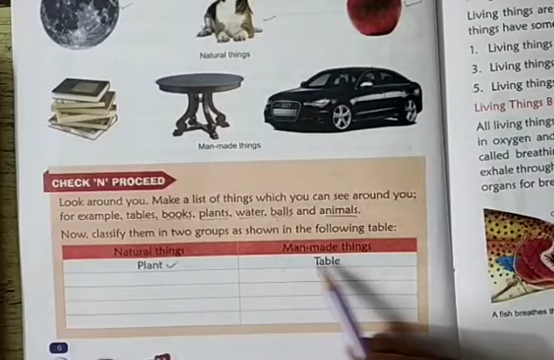 Natural things
Man-made things
CHECK 'N' PROCEED
Look around you. Make a list of things which you can see around you;
for example, tables, books, plants, water, balls and animals.
Now, classify them in two groups as shown in the following table:
Natural things Man-made things
Plant ✓ Table
6
Living things are
things have som
1. Living things
3. Living things
5. Living things
Living Things B
All living things
in oxygen and
called breathi
exhale through
organs for bre
A fish breathes th